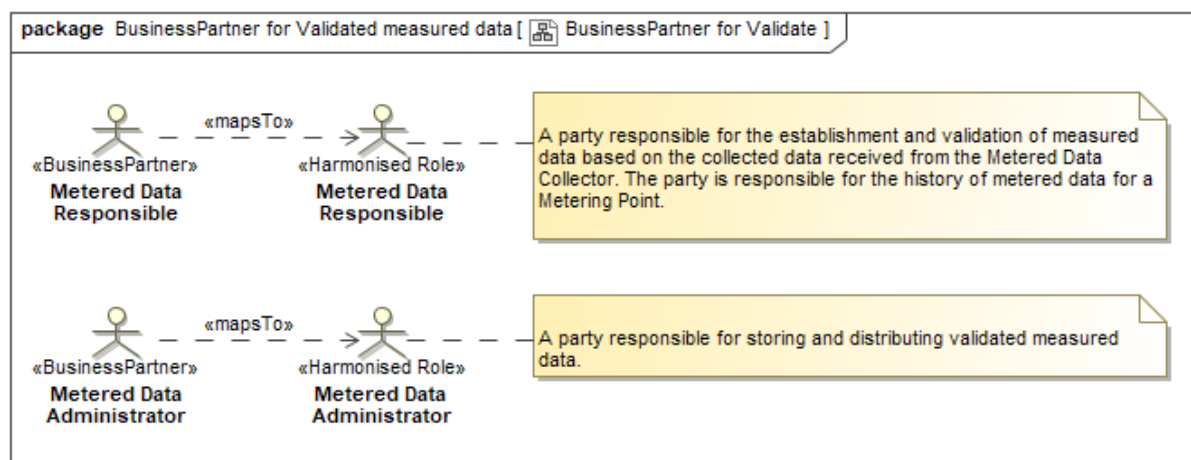 package BusinessPartner for Validated measured data [ BusinessPartner for Validate ]
«mapsTo»
«BusinessPartner»
Metered Data
Responsible
«Harmonised Role»
Metered Data
Responsible
A party responsible for the establishment and validation of measured
data based on the collected data received from the Metered Data
Collector. The party is responsible for the history of metered data for a
Metering Point.
«mapsTo»
«BusinessPartner»
Metered Data
Administrator
«Harmonised Role»
Metered Data
Administrator
A party responsible for storing and distributing validated measured
data.